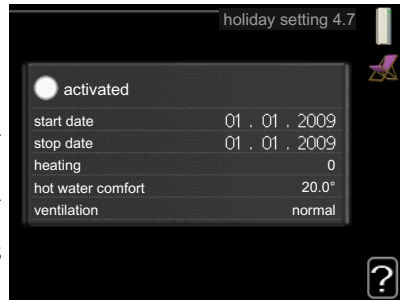 holiday setting 4.7
activated
start date 01 . 01 . 2009
stop date 01 . 01 . 2009
heating 0
hot water comfort 20.0°
ventilation normal
?